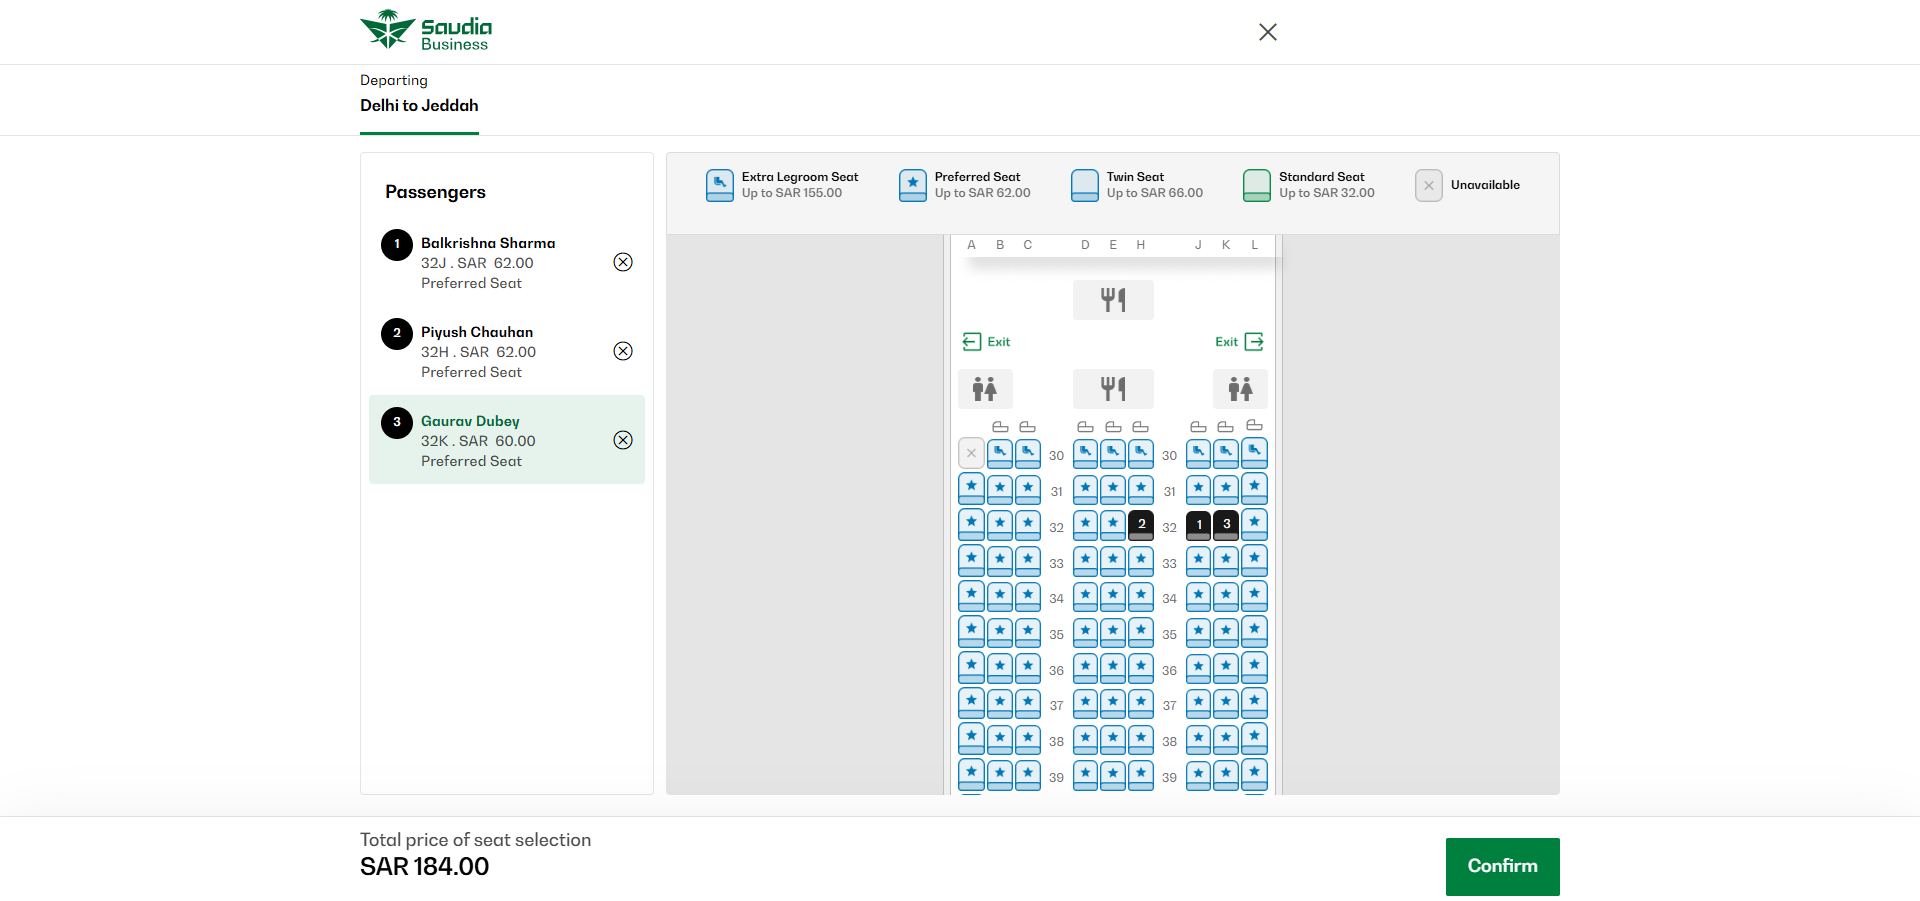 Saudia
Business
Departing
Delhi to Jeddah
Passengers
1 Balkrishna Sharma
32J . SAR 62.00
Preferred Seat
2 Piyush Chauhan
32H . SAR 62.00
Preferred Seat
3 Gaurav Dubey
32K . SAR 60.00
Preferred Seat
Extra Legroom Seat
Up to SAR 155.00
Preferred Seat
Up to SAR 62.00
Twin Seat
Up to SAR 66.00
Standard Seat
Up to SAR 32.00
Unavailable
A B C D E H J K L
Exit Exit
30 30
31 31
32 2 32 1 3
33 33
34 34
35 35
36 36
37 37
38 38
39 39
Total price of seat selection
SAR 184.00
Confirm